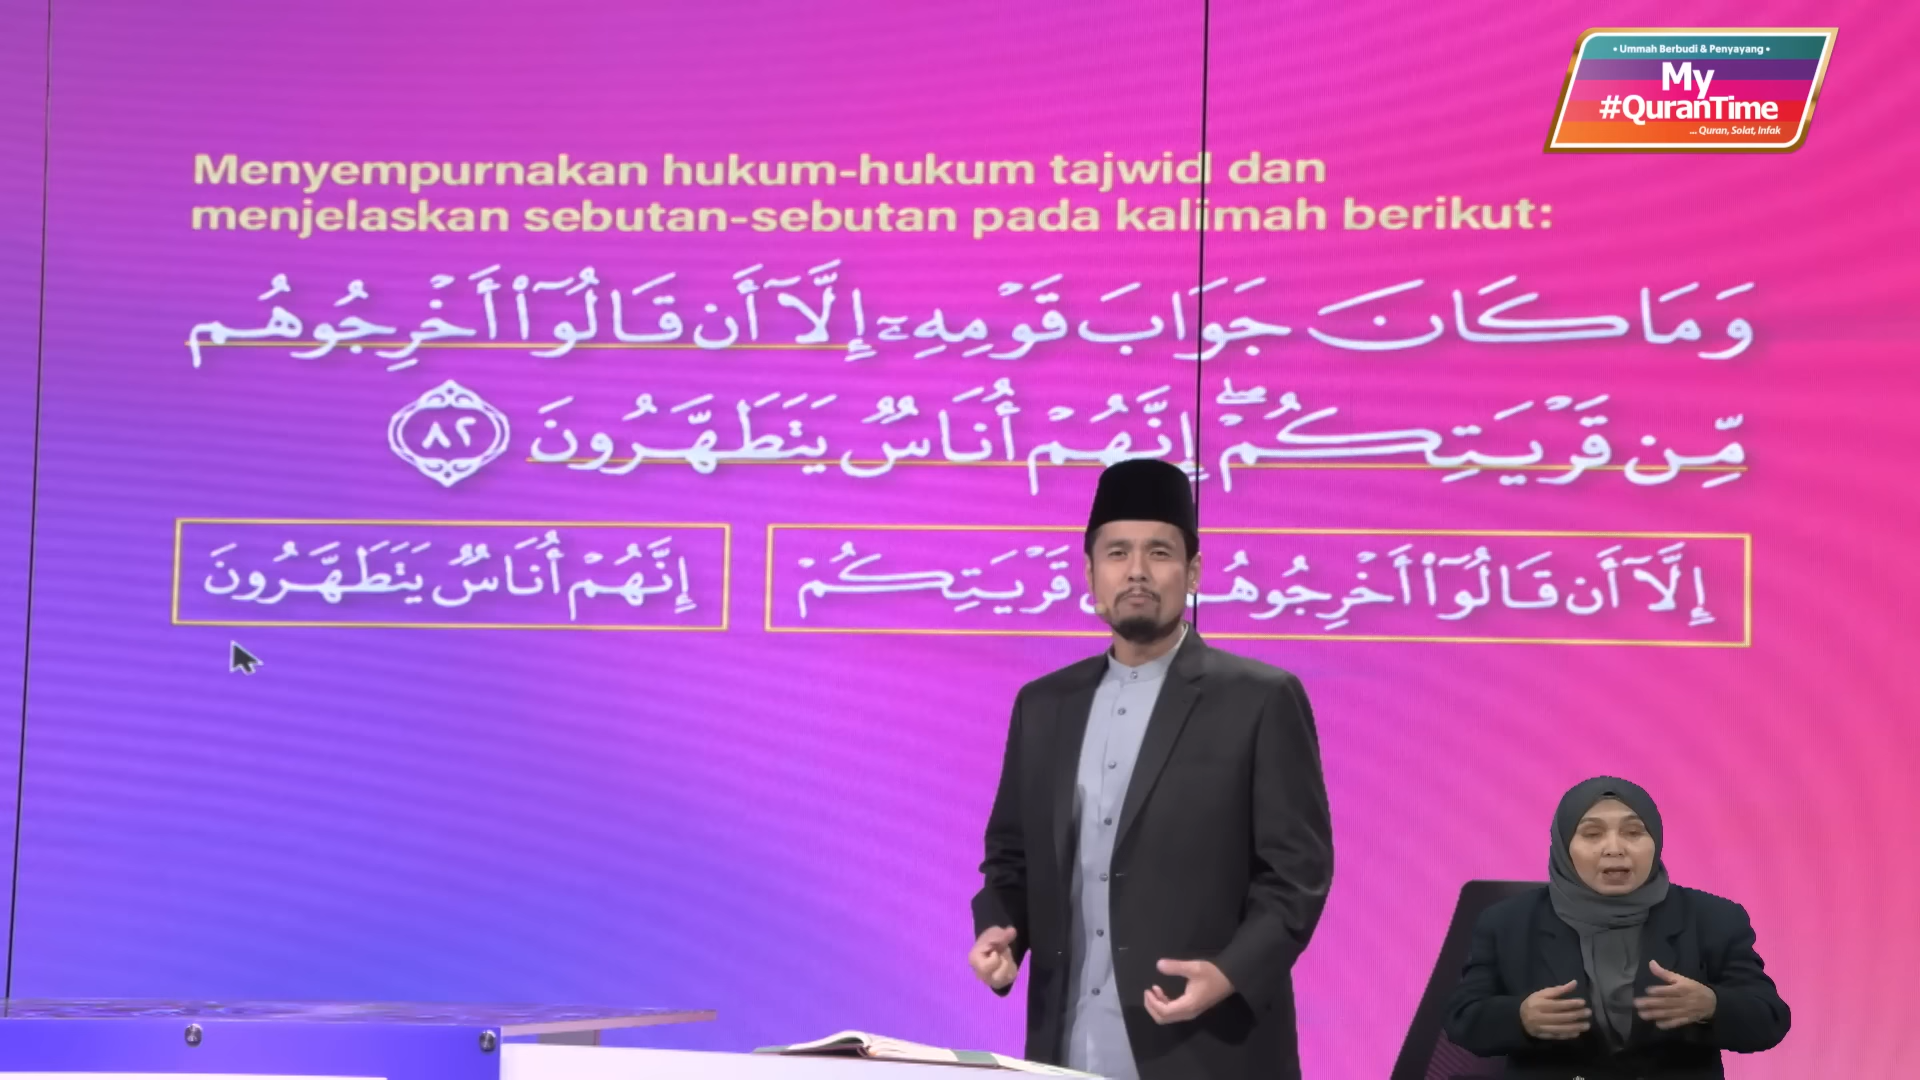 • Ummah Berbudi & Penyayang •
My
#QuranTime
... Quran, Solat, Infak
Menyempurnakan hukum-hukum tajwid dan
menjelaskan sebutan-sebutan pada kalimah berikut:
وَمَا كَانَ جَوَابَ قَوْمِهِۦٓ إِلَّآ أَن قَالُوٓا۟ أَخْرِجُوهُم
مِّن قَرْيَتِكُمْ ۖ إِنَّهُمْ أُنَاسٌ يَتَطَهَّرُونَ ٨٢
إِلَّآ أَن قَالُوٓا۟ أَخْرِجُوهُ قَرْيَتِكُمْ
إِنَّهُمْ أُنَاسٌ يَتَطَهَّرُونَ